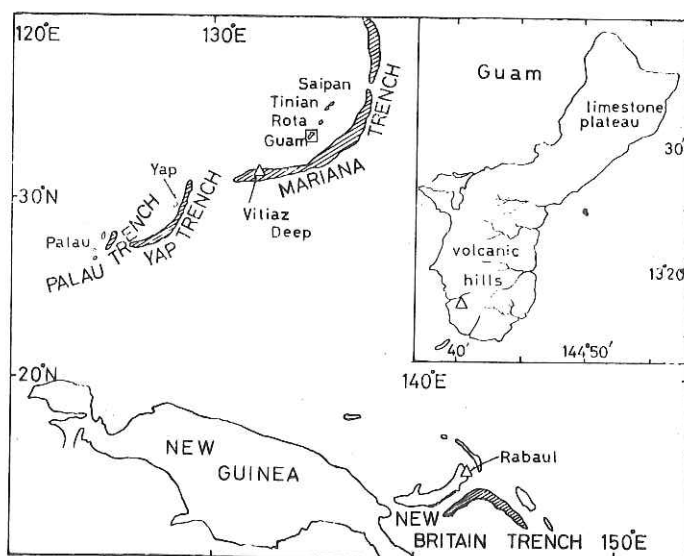 120°E
130°E
Saipan
Tinian
Rota
Guam
MARIANA TRENCH
Vitiaz
Deep
30°N
Yap
YAP TRENCH
Palau
PALAU TRENCH
20°N
140°E
NEW
GUINEA
Rabaul
NEW
BRITAIN TRENCH
150°E
Guam
limestone
plateau
30'
volcanic
hills
13°20'
40'
144°50'